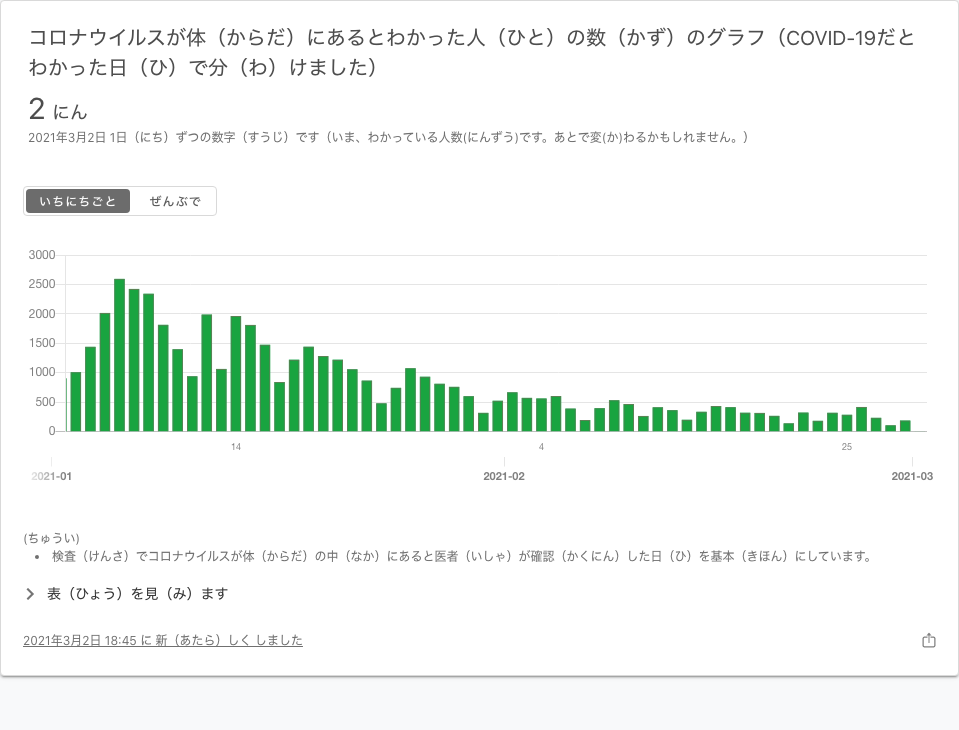 コロナウイルスが体（からだ）にあるとわかった人（ひと）の数（かず）のグラフ（COVID-19だと
わかった日（ひ）で分（わ）けました）
2 にん
2021年3月2日 1日（にち）ずつの数字（すうじ）です（いま、わかっている人数(にんずう)です。あとで変(か)わるかもしれません。）
いちにちごと ぜんぶで
3000
2500
2000
1500
1000
500
0
14 4 25
2021-01 2021-02 2021-03
(ちゅうい)
• 検査（けんさ）でコロナウイルスが体（からだ）の中（なか）にあると医者（いしゃ）が確認（かくにん）した日（ひ）を基本（きほん）にしています。
表（ひょう）を見（み）ます
2021年3月2日 18:45 に 新（あたら）しく しました